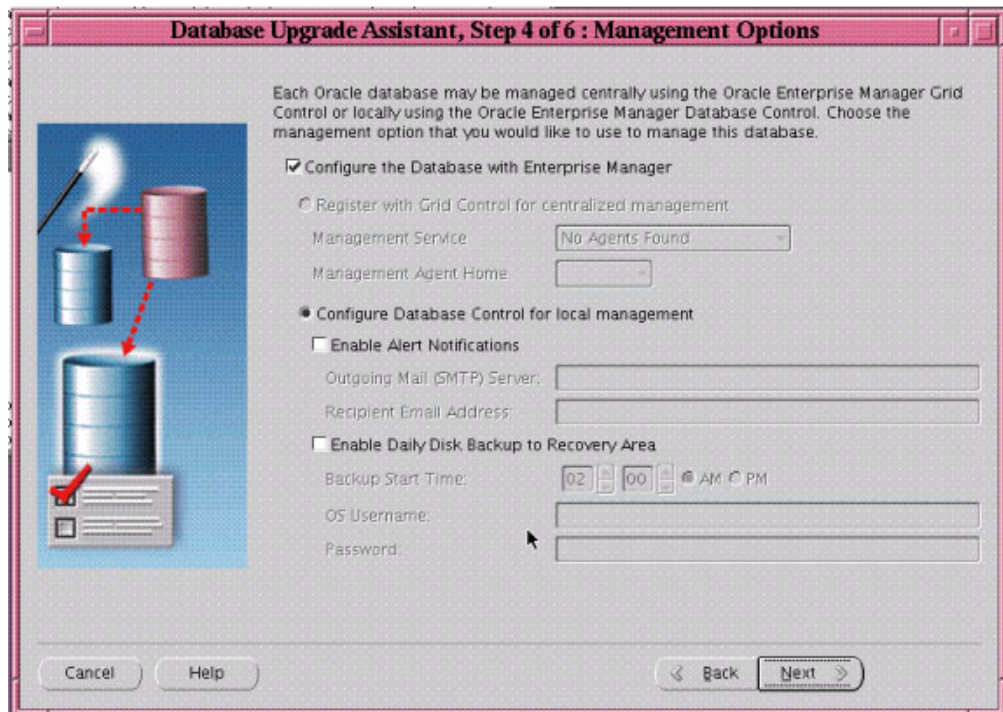 Database Upgrade Assistant, Step 4 of 6 : Management Options
Each Oracle database may be managed centrally using the Oracle Enterprise Manager Grid
Control or locally using the Oracle Enterprise Manager Database Control. Choose the
management option that you would like to use to manage this database.
Configure the Database with Enterprise Manager
Register with Grid Control for centralized management
Management Service No Agents Found
Management Agent Home
Configure Database Control for local management
Enable Alert Notifications
Outgoing Mail (SMTP) Server:
Recipient Email Address:
Enable Daily Disk Backup to Recovery Area
Backup Start Time: 02 00 AM PM
OS Username:
Password:
Cancel Help Back Next